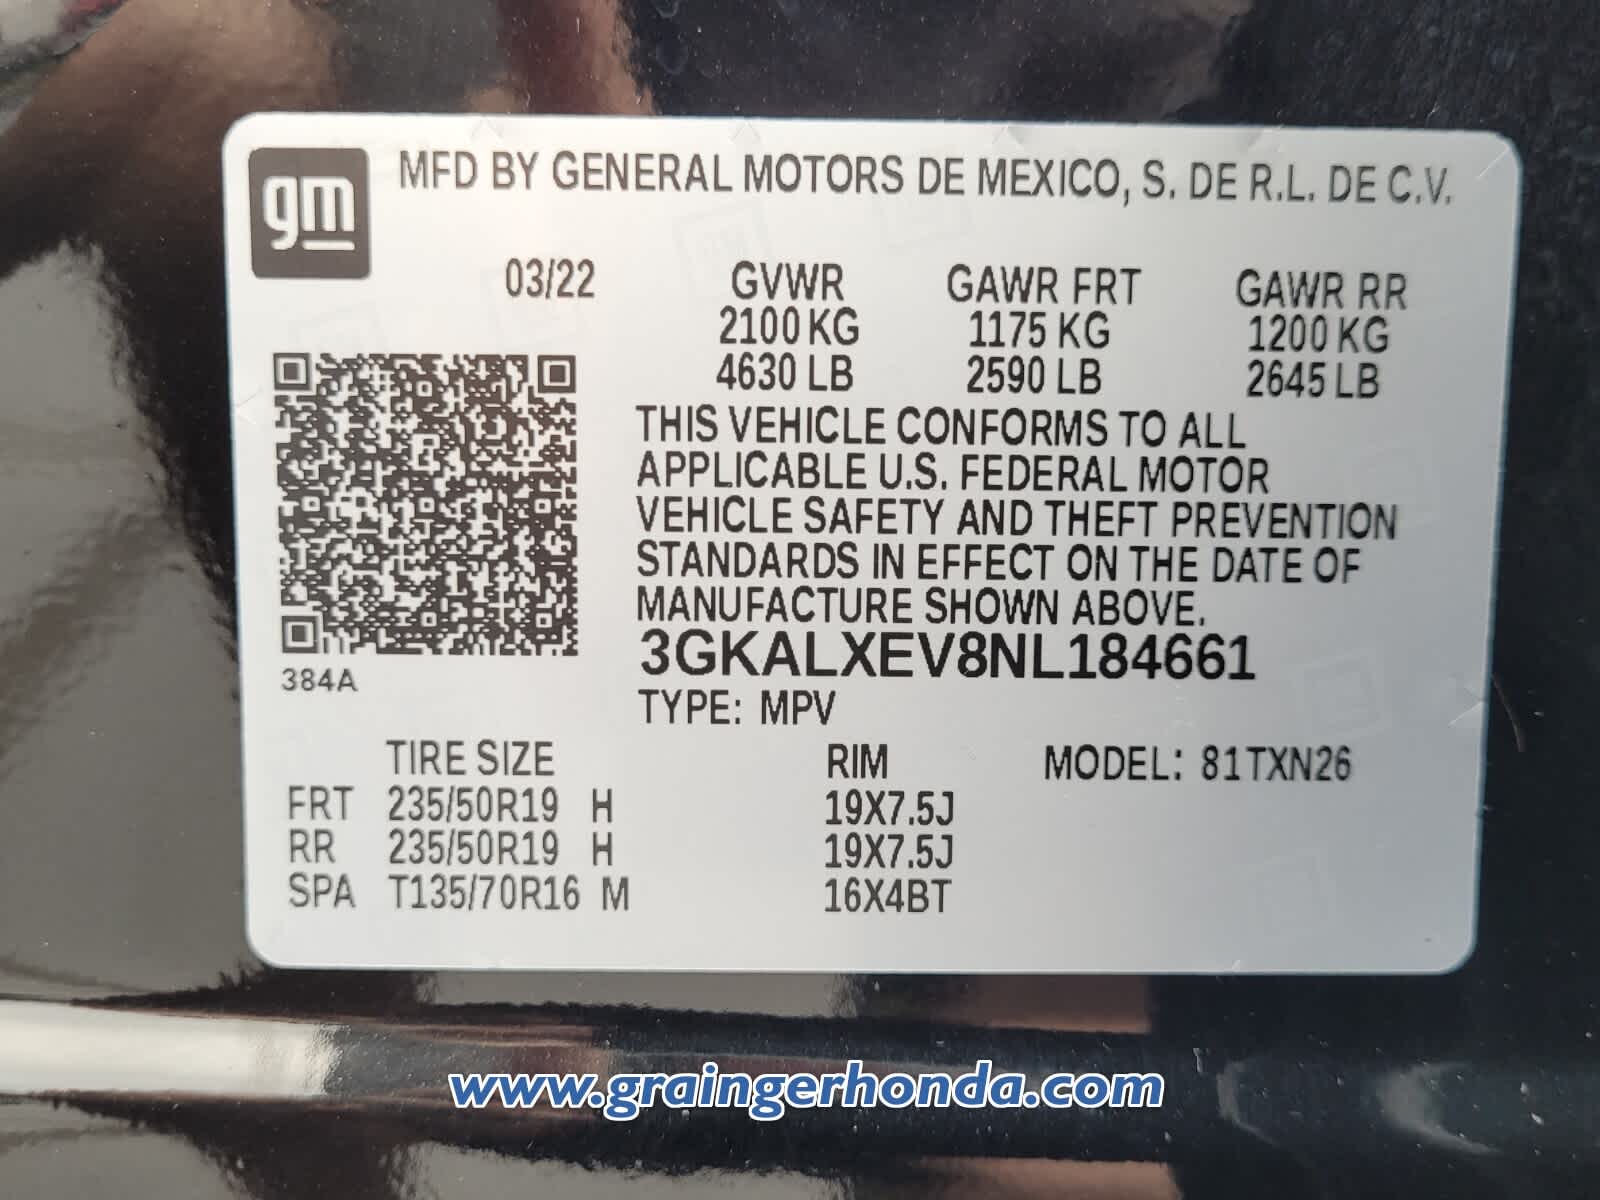 gm
MFD BY GENERAL MOTORS DE MEXICO, S. DE R.L. DE C.V.
03/22 GVWR GAWR FRT GAWR RR
2100 KG 1175 KG 1200 KG
4630 LB 2590 LB 2645 LB
THIS VEHICLE CONFORMS TO ALL
APPLICABLE U.S. FEDERAL MOTOR
VEHICLE SAFETY AND THEFT PREVENTION
STANDARDS IN EFFECT ON THE DATE OF
MANUFACTURE SHOWN ABOVE.
3GKALXEV8NL184661
384A
TYPE: MPV
TIRE SIZE RIM MODEL: 81TXN26
FRT 235/50R19 H 19X7.5J
RR 235/50R19 H 19X7.5J
SPA T135/70R16 M 16X4BT
www.graingerhonda.com